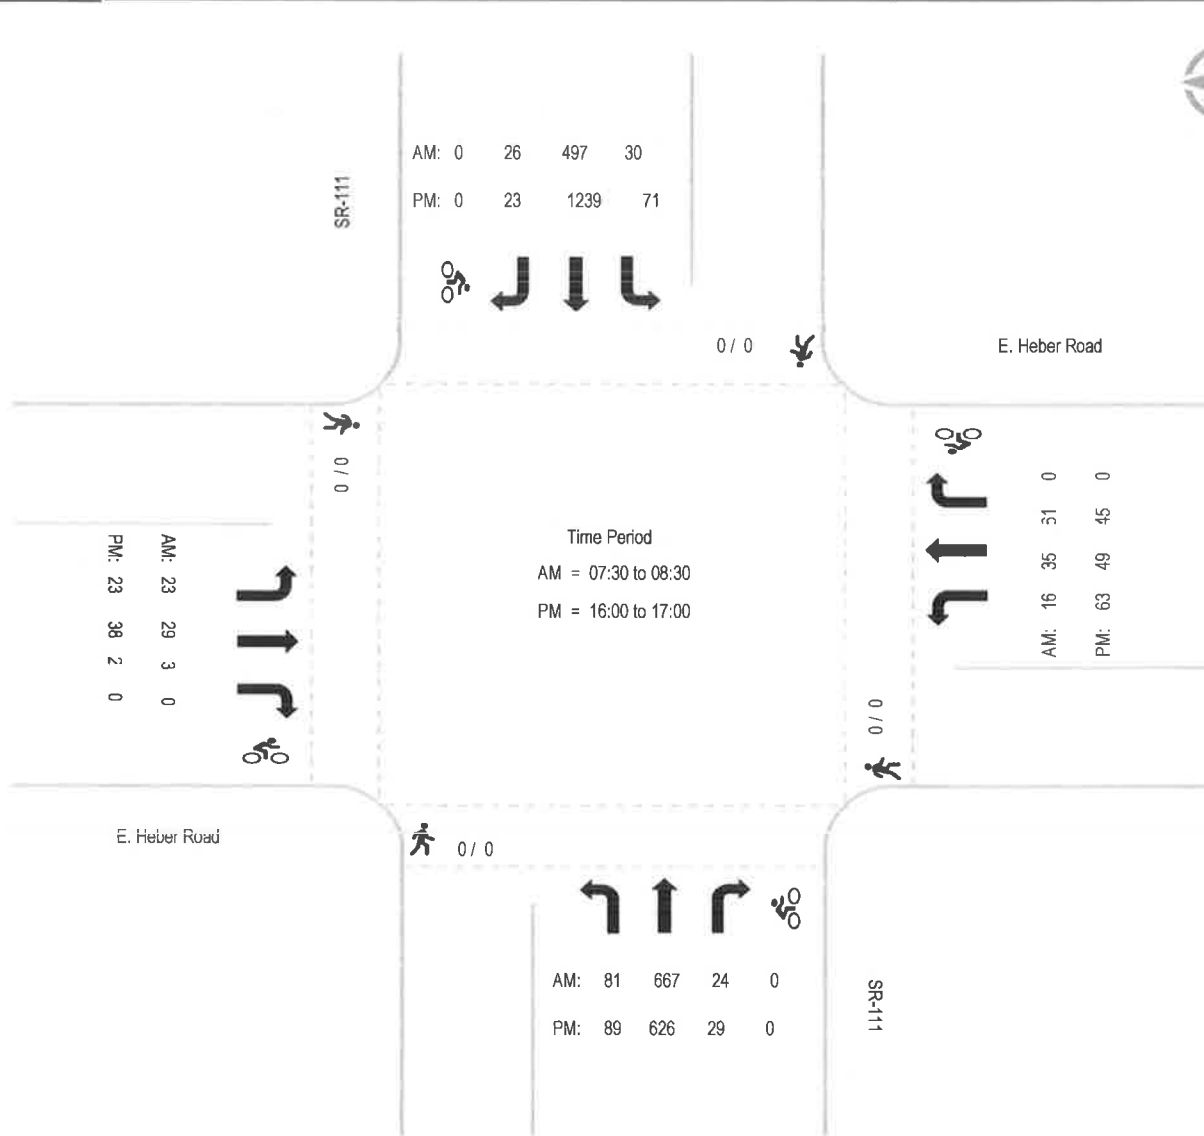 AM: 0 26 497 30
SR-111
PM: 0 23 1239 71
0 / 0
E. Heber Road
0 / 0
AM: 16 35 31 0
PM: 63 49 45 0
Time Period
AM = 07:30 to 08:30
PM = 16:00 to 17:00
AM: 23 29 3 0
PM: 23 38 2 0
0 / 0
E. Heber Road
0 / 0
AM: 81 667 24 0
PM: 89 626 29 0
SR-111